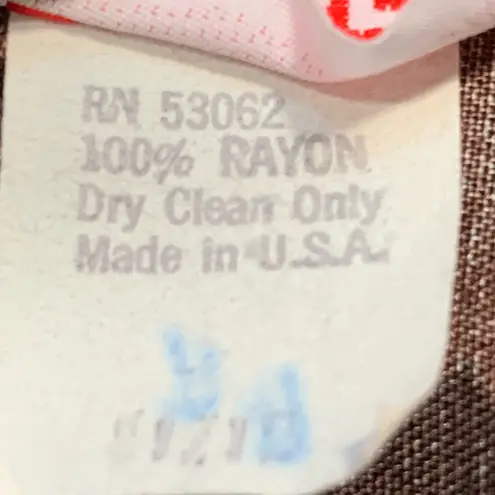 RN 53062
100% RAYON
Dry Clean Only
Made in U.S.A.